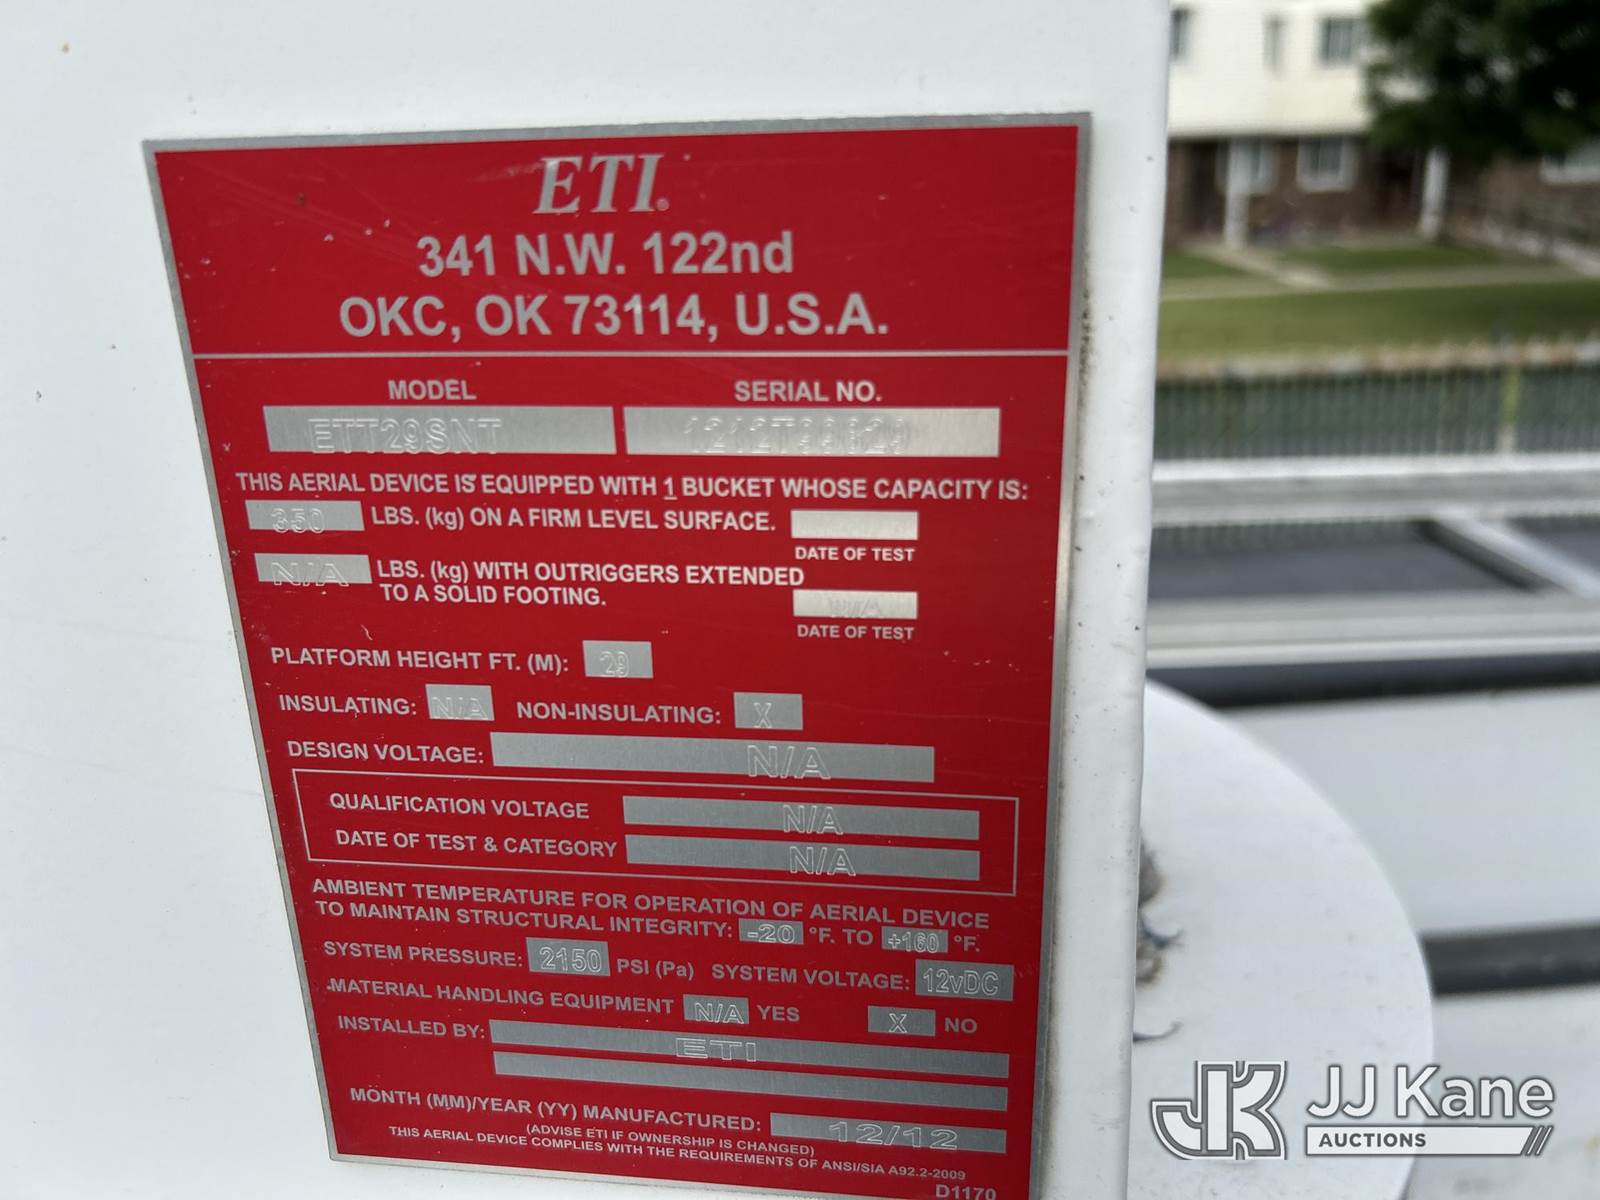 ETI®
341 N.W. 122nd
OKC, OK 73114, U.S.A.
MODEL SERIAL NO.
ETT29SNT
THIS AERIAL DEVICE IS EQUIPPED WITH 1 BUCKET WHOSE CAPACITY IS:
350 LBS. (kg) ON A FIRM LEVEL SURFACE.
DATE OF TEST
N/A LBS. (kg) WITH OUTRIGGERS EXTENDED
TO A SOLID FOOTING. N/A
DATE OF TEST
PLATFORM HEIGHT FT. (M): 29
INSULATING: N/A NON-INSULATING: X
DESIGN VOLTAGE: N/A
QUALIFICATION VOLTAGE N/A
DATE OF TEST & CATEGORY N/A
AMBIENT TEMPERATURE FOR OPERATION OF AERIAL DEVICE
TO MAINTAIN STRUCTURAL INTEGRITY: -20 °F. TO +160 °F.
SYSTEM PRESSURE: 2150 PSI (Pa) SYSTEM VOLTAGE: 12vDC
MATERIAL HANDLING EQUIPMENT N/A YES X NO
INSTALLED BY: ETI
MONTH (MM)/YEAR (YY) MANUFACTURED: 12/12
(ADVISE ETI IF OWNERSHIP IS CHANGED)
THIS AERIAL DEVICE COMPLIES WITH THE REQUIREMENTS OF ANSI/SIA A92.2-2009
D1170
JK JJ Kane
AUCTIONS